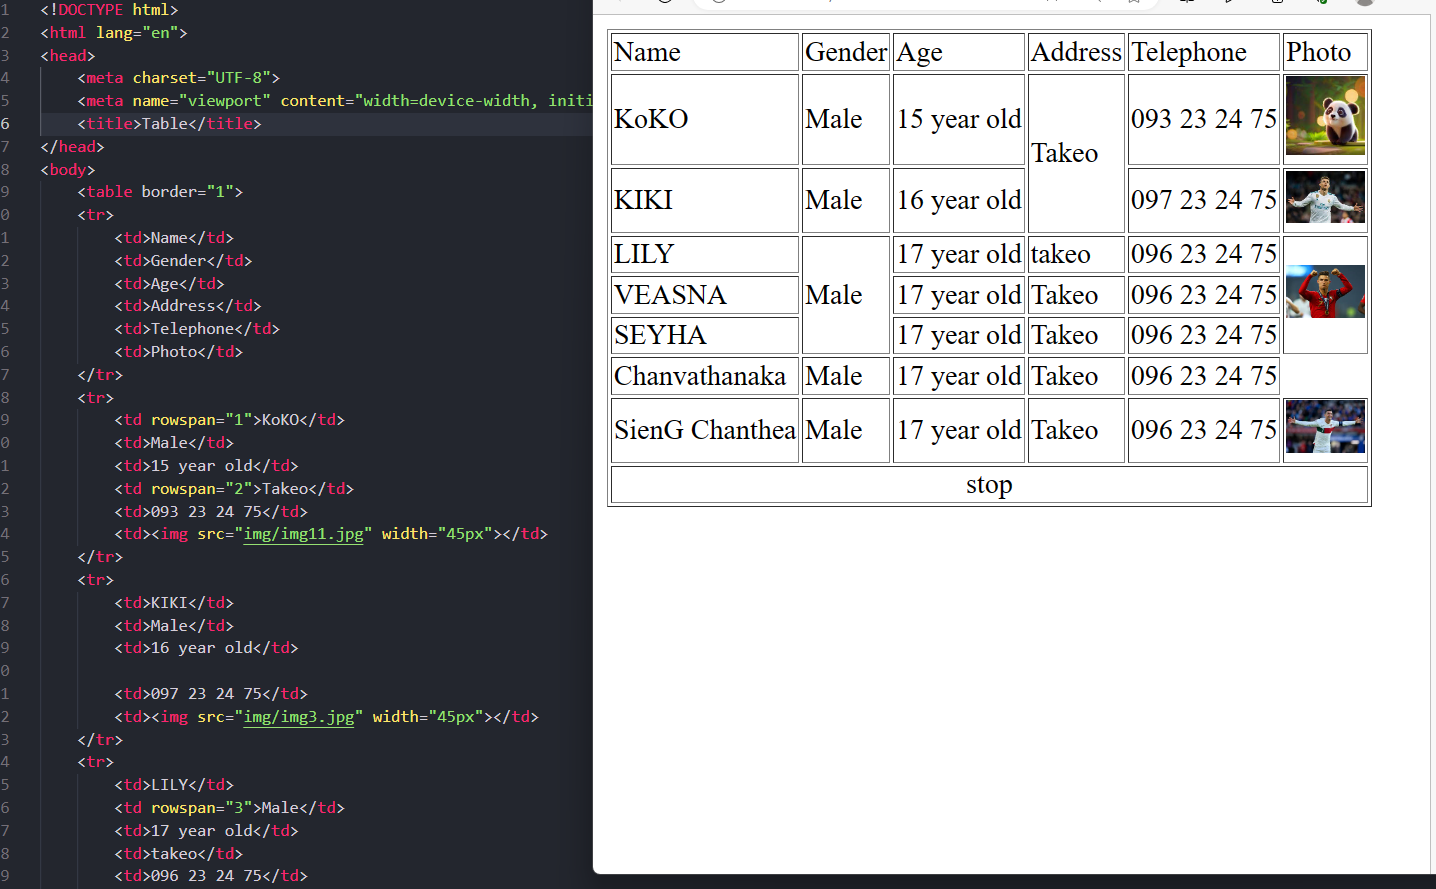 1 <!DOCTYPE html>
2 <html lang="en">
3 <head>
4 <meta charset="UTF-8">
5 <meta name="viewport" content="width=device-width, initi
6 <title>Table</title>
7 </head>
8 <body>
9 <table border="1">
0 <tr>
1 <td>Name</td>
2 <td>Gender</td>
3 <td>Age</td>
4 <td>Address</td>
5 <td>Telephone</td>
6 <td>Photo</td>
7 </tr>
8 <tr>
9 <td rowspan="1">KoKO</td>
0 <td>Male</td>
1 <td>15 year old</td>
2 <td rowspan="2">Takeo</td>
3 <td>093 23 24 75</td>
4 <td><img src="img/img11.jpg" width="45px"></td>
5 </tr>
6 <tr>
7 <td>KIKI</td>
8 <td>Male</td>
9 <td>16 year old</td>
0
1 <td>097 23 24 75</td>
2 <td><img src="img/img3.jpg" width="45px"></td>
3 </tr>
4 <tr>
5 <td>LILY</td>
6 <td rowspan="3">Male</td>
7 <td>17 year old</td>
8 <td>takeo</td>
9 <td>096 23 24 75</td>
Name Gender Age Address Telephone Photo
KoKO Male 15 year old Takeo 093 23 24 75
KIKI Male 16 year old 097 23 24 75
LILY Male 17 year old takeo 096 23 24 75
VEASNA 17 year old Takeo 096 23 24 75
SEYHA 17 year old Takeo 096 23 24 75
Chanvathanaka Male 17 year old Takeo 096 23 24 75
SienG Chanthea Male 17 year old Takeo 096 23 24 75
stop